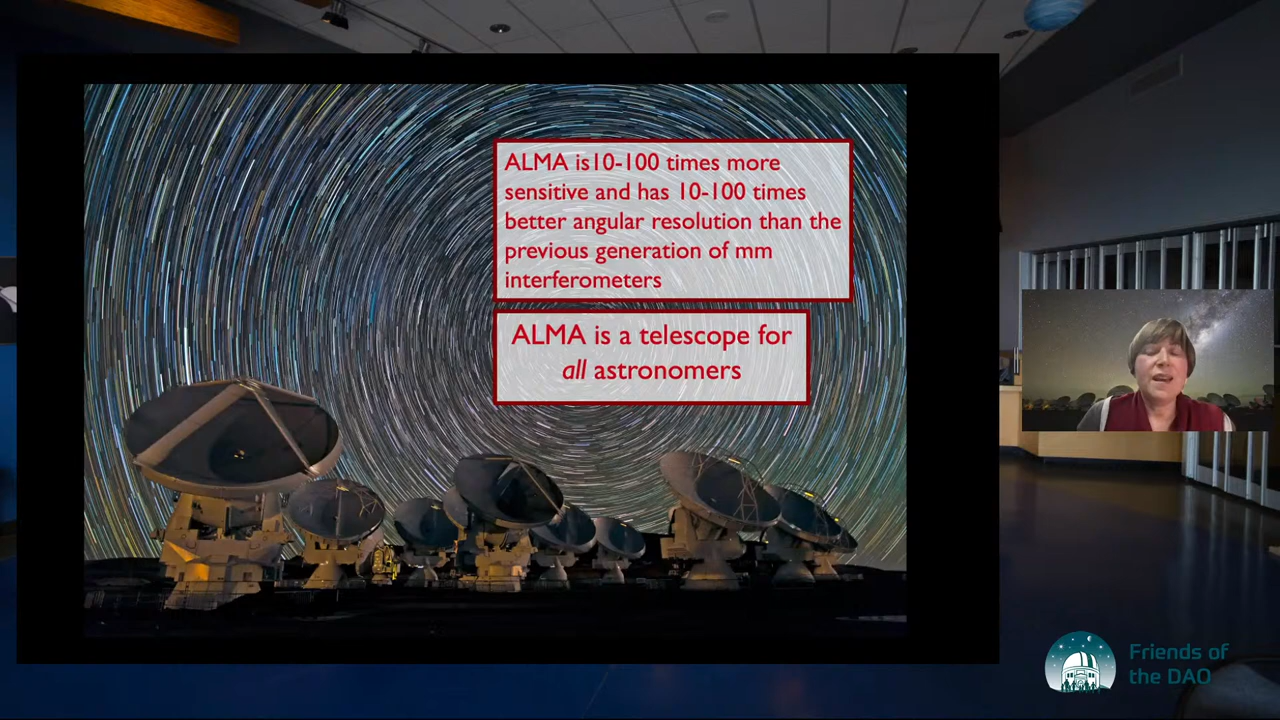 ALMA is10-100 times more
sensitive and has 10-100 times
better angular resolution than the
previous generation of mm
interferometers
ALMA is a telescope for
all astronomers
Friends of
the DAO